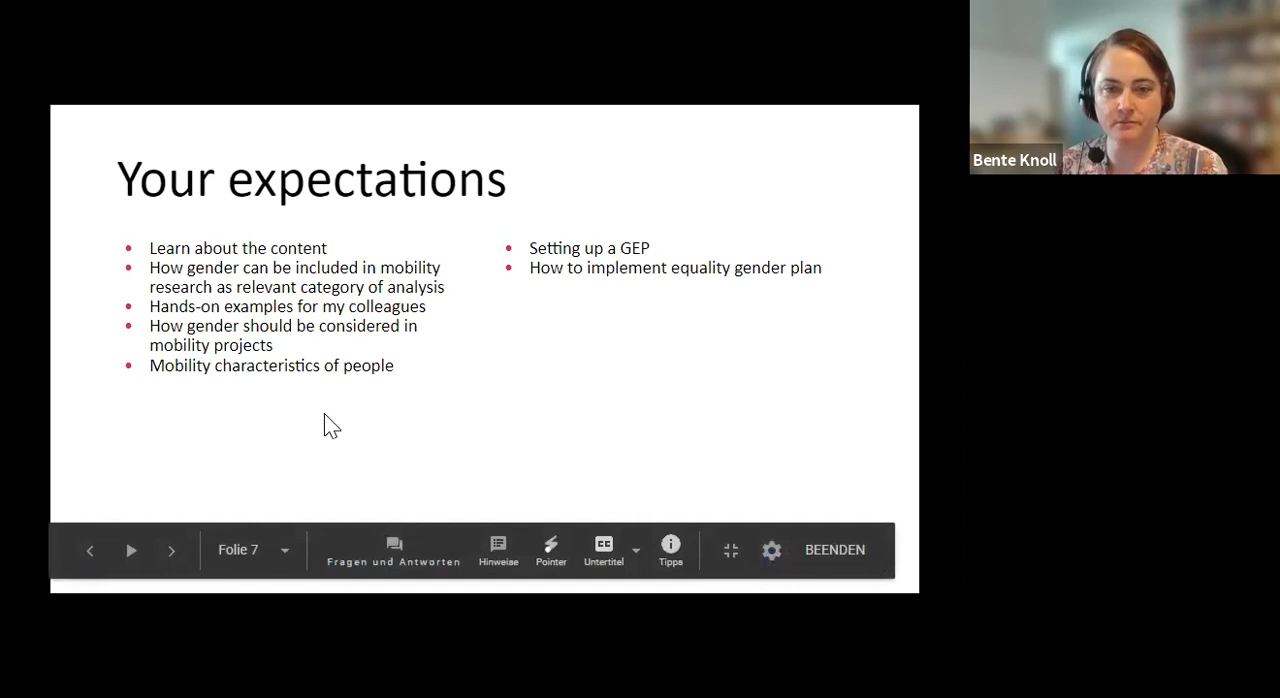 Your expectations
• Learn about the content
• How gender can be included in mobility
research as relevant category of analysis
• Hands-on examples for my colleagues
• How gender should be considered in
mobility projects
• Mobility characteristics of people
• Setting up a GEP
• How to implement equality gender plan
Bente Knoll
Folie 7
Fragen und Antworten
Hinweise
Pointer
CC
Untertitel
Tipps
BEENDEN